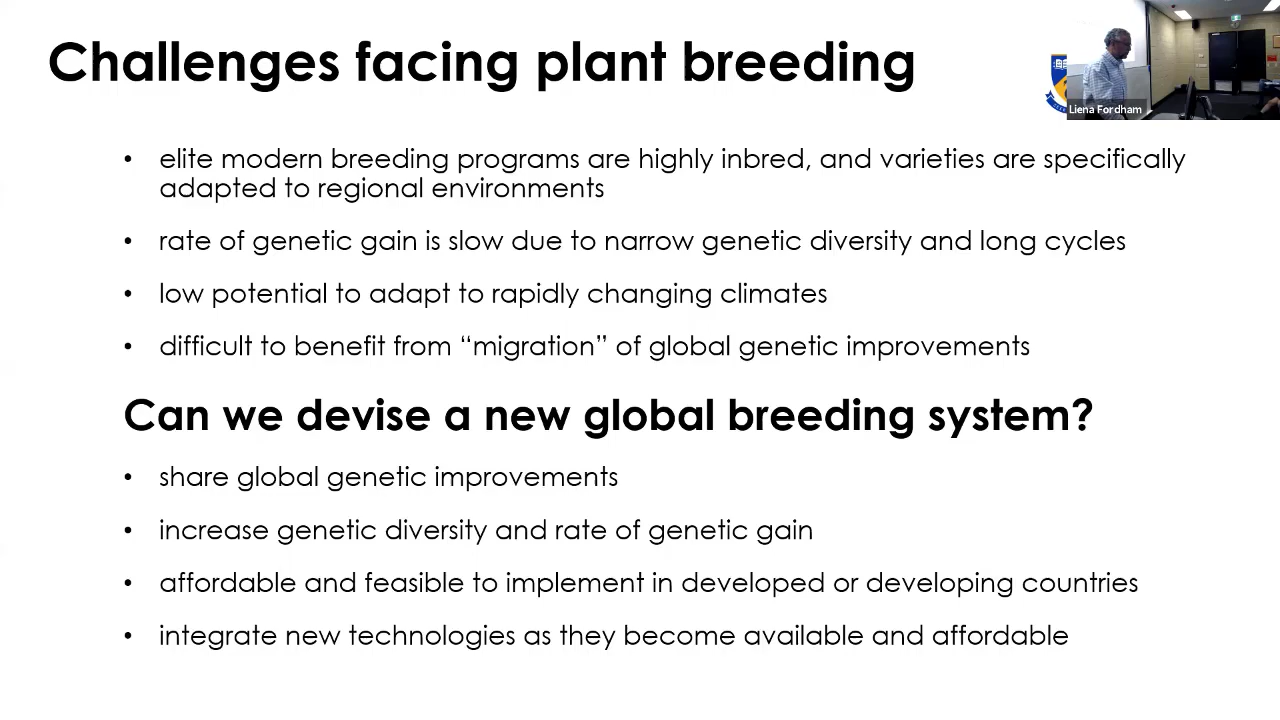 Challenges facing plant breeding
Liena Fordham
• elite modern breeding programs are highly inbred, and varieties are specifically
adapted to regional environments
• rate of genetic gain is slow due to narrow genetic diversity and long cycles
• low potential to adapt to rapidly changing climates
• difficult to benefit from “migration” of global genetic improvements
Can we devise a new global breeding system?
• share global genetic improvements
• increase genetic diversity and rate of genetic gain
• affordable and feasible to implement in developed or developing countries
• integrate new technologies as they become available and affordable